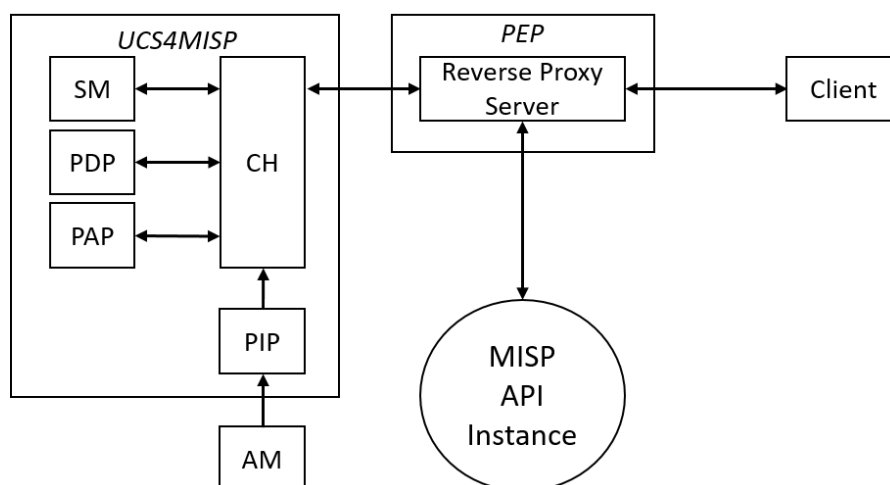 UCS4MISP
SM
PDP
PAP
CH
PIP
AM
PEP
Reverse Proxy
Server
Client
MISP
API
Instance